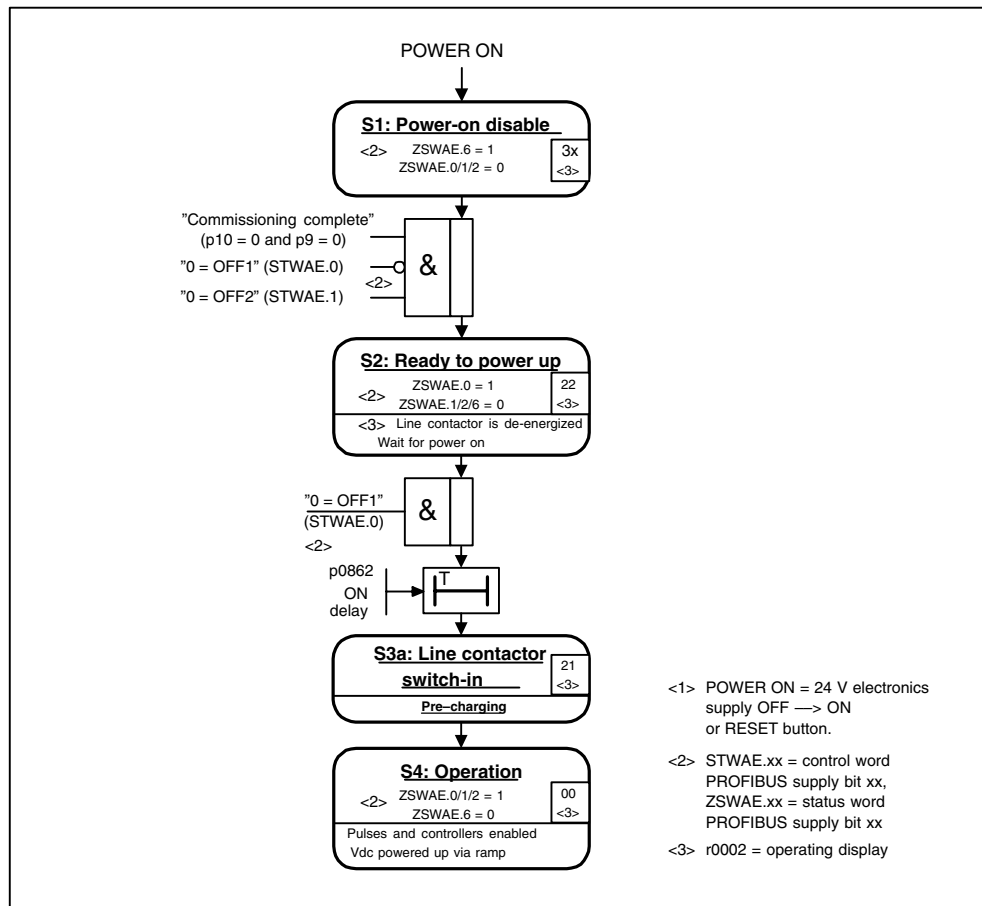 POWER ON
S1: Power-on disable
<2> ZSWAE.6 = 1
ZSWAE.0/1/2 = 0
3x
<3>
”Commissioning complete”
(p10 = 0 and p9 = 0)
”0 = OFF1” (STWAE.0)
<2>
”0 = OFF2” (STWAE.1)
&
S2: Ready to power up
<2> ZSWAE.0 = 1
ZSWAE.1/2/6 = 0
22
<3>
<3> Line contactor is de-energized
Wait for power on
”0 = OFF1”
(STWAE.0)
<2>
&
p0862
ON
delay
T
S3a: Line contactor
switch-in
21
<3>
Pre–charging
S4: Operation
<2> ZSWAE.0/1/2 = 1
ZSWAE.6 = 0
00
<3>
Pulses and controllers enabled
Vdc powered up via ramp
<1> POWER ON = 24 V electronics
supply OFF —> ON
or RESET button.
<2> STWAE.xx = control word
PROFIBUS supply bit xx,
ZSWAE.xx = status word
PROFIBUS supply bit xx
<3> r0002 = operating display